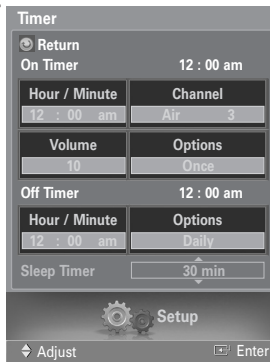 Timer
Return
On Timer 12 : 00 am
Hour / Minute Channel
12 : 00 am Air 3
Volume Options
10 Once
Off Timer 12 : 00 am
Hour / Minute Options
12 : 00 am Daily
Sleep Timer 30 min
Setup
Adjust Enter